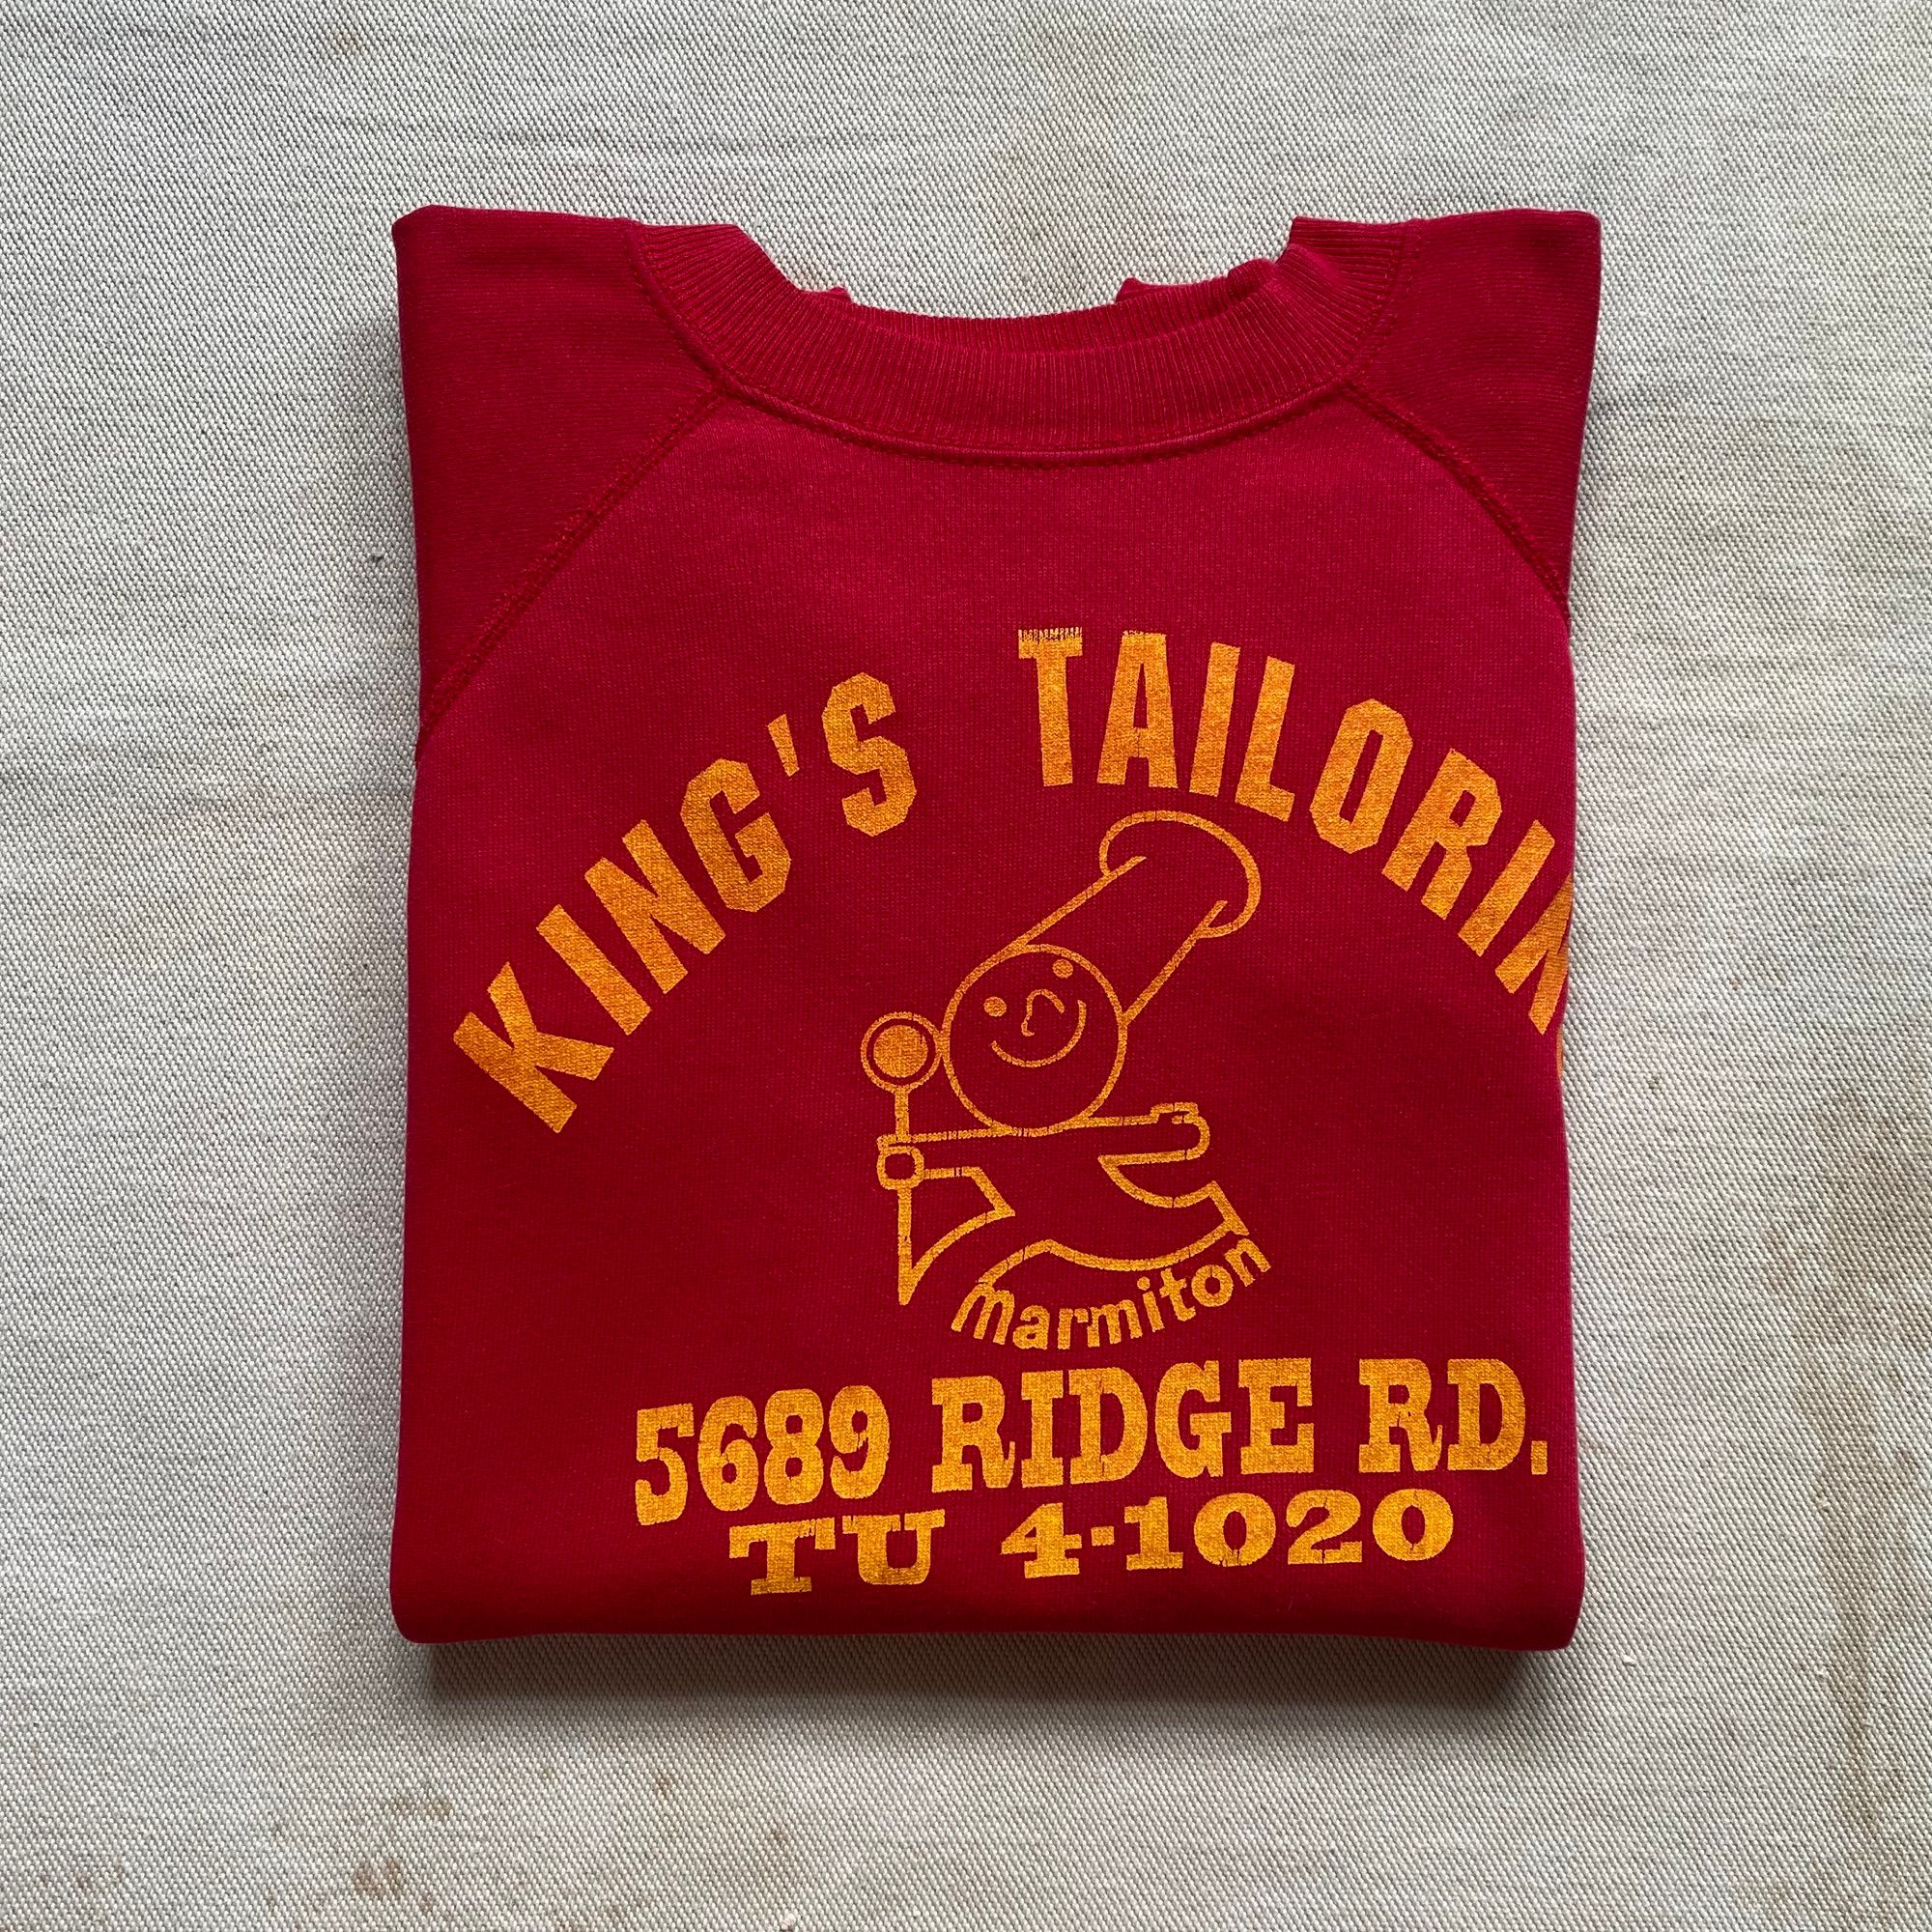 KING'S TAILORIN
marmiton
5689 RIDGE RD.
TU 4-1020